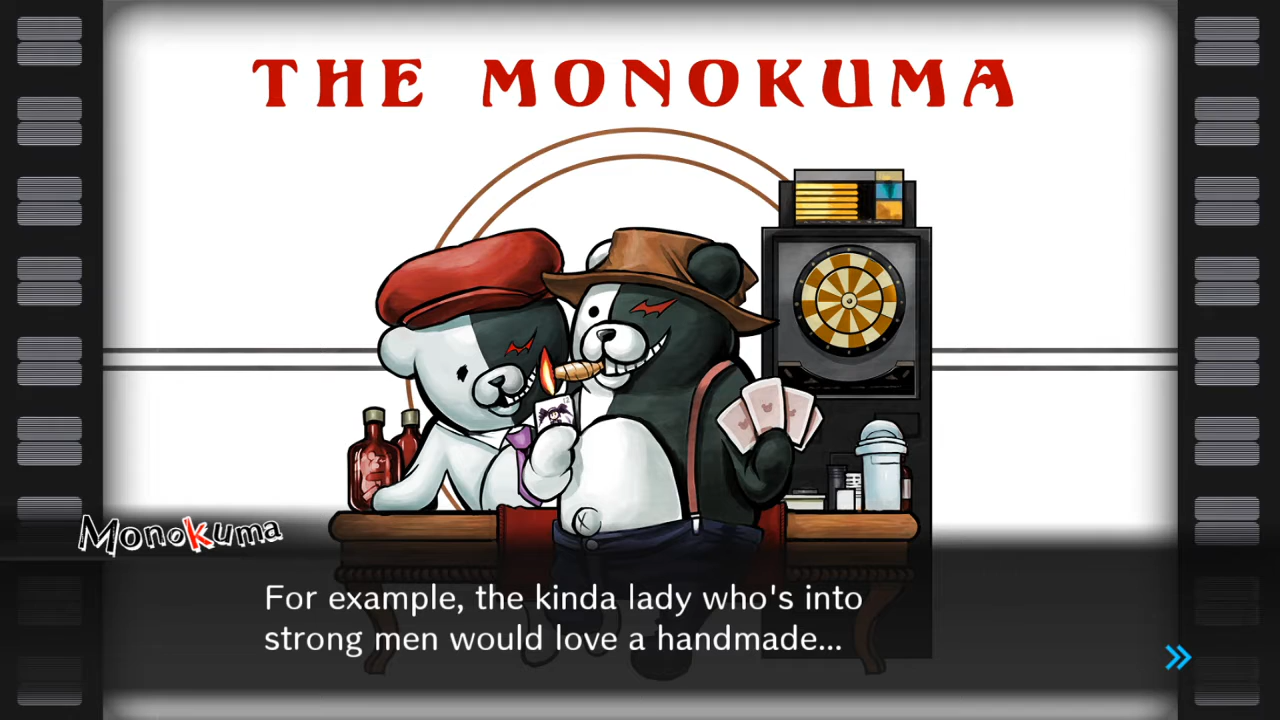 THE MONOKUMA
Monokuma
For example, the kinda lady who's into
strong men would love a handmade...